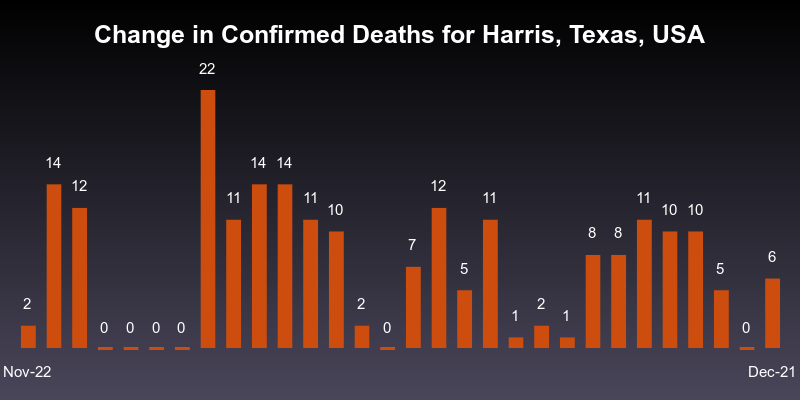 Change in Confirmed Deaths for Harris, Texas, USA
2 14 12 0 0 0 0 22 11 14 14 11 10 2 0 7 12 5 11 1 2 1 8 8 11 10 10 5 0 6
Nov-22 Dec-21